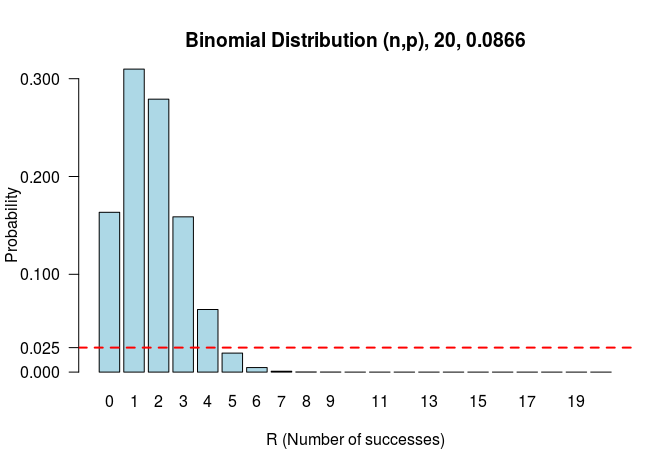 Binomial Distribution (n,p), 20, 0.0866
0.300
0.200
0.100
0.025
0.000
Probability
0 1 2 3 4 5 6 7 8 9 11 13 15 17 19
R (Number of successes)